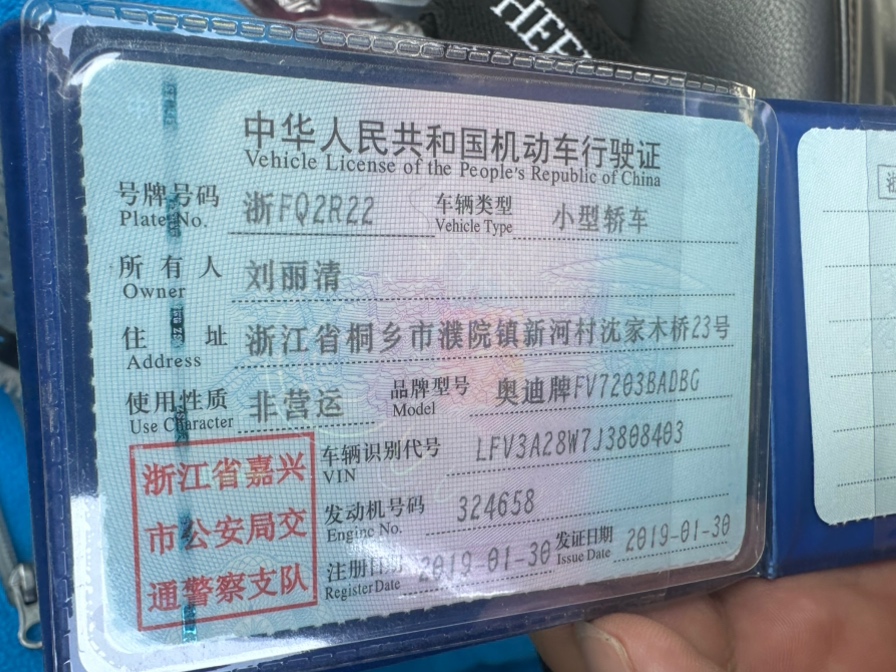 HEE
中华人民共和国机动车行驶证
Vehicle License of the People's Republic of China
号牌号码 浙FQ2R22 车辆类型 小型轿车
Plate No. Vehicle Type
所有人 刘丽清
Owner
住址 浙江省桐乡市濮院镇新河村沈家木桥23号
Address
使用性质 非营运 品牌型号 奥迪牌FV7203BADBG
Use Character Model
浙江省嘉兴
市公安局交
通警察支队
车辆识别代号 LFV3A28W7J3808403
VIN
发动机号码 324658
Engine No.
注册日期 2019-01-30 发证日期 2019-01-30
Register Date Issue Date